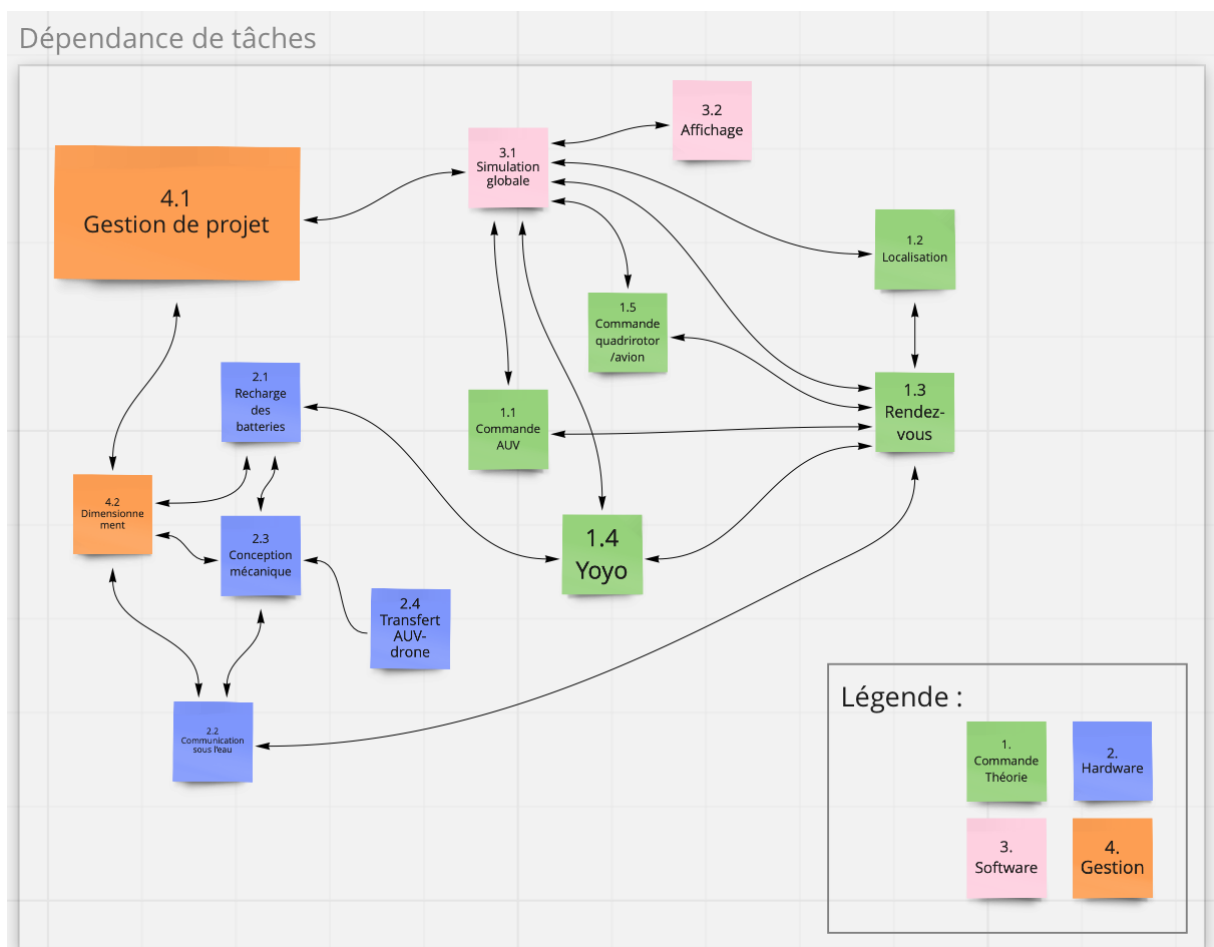 Dépendance de tâches
3.2
Affichage
3.1
Simulation
globale
4.1
Gestion de projet
1.2
Localisation
1.5
Commande
quadrirotor
/avion
2.1
Recharge
des
batteries
1.1
Commande
AUV
1.3
Rendez-
vous
4.2
Dimensionne
ment
2.3
Conception
mécanique
1.4
Yoyo
2.4
Transfert
AUV-
drone
2.2
Communication
sous l'eau
Légende :
1.
Commande
Théorie
2.
Hardware
3.
Software
4.
Gestion